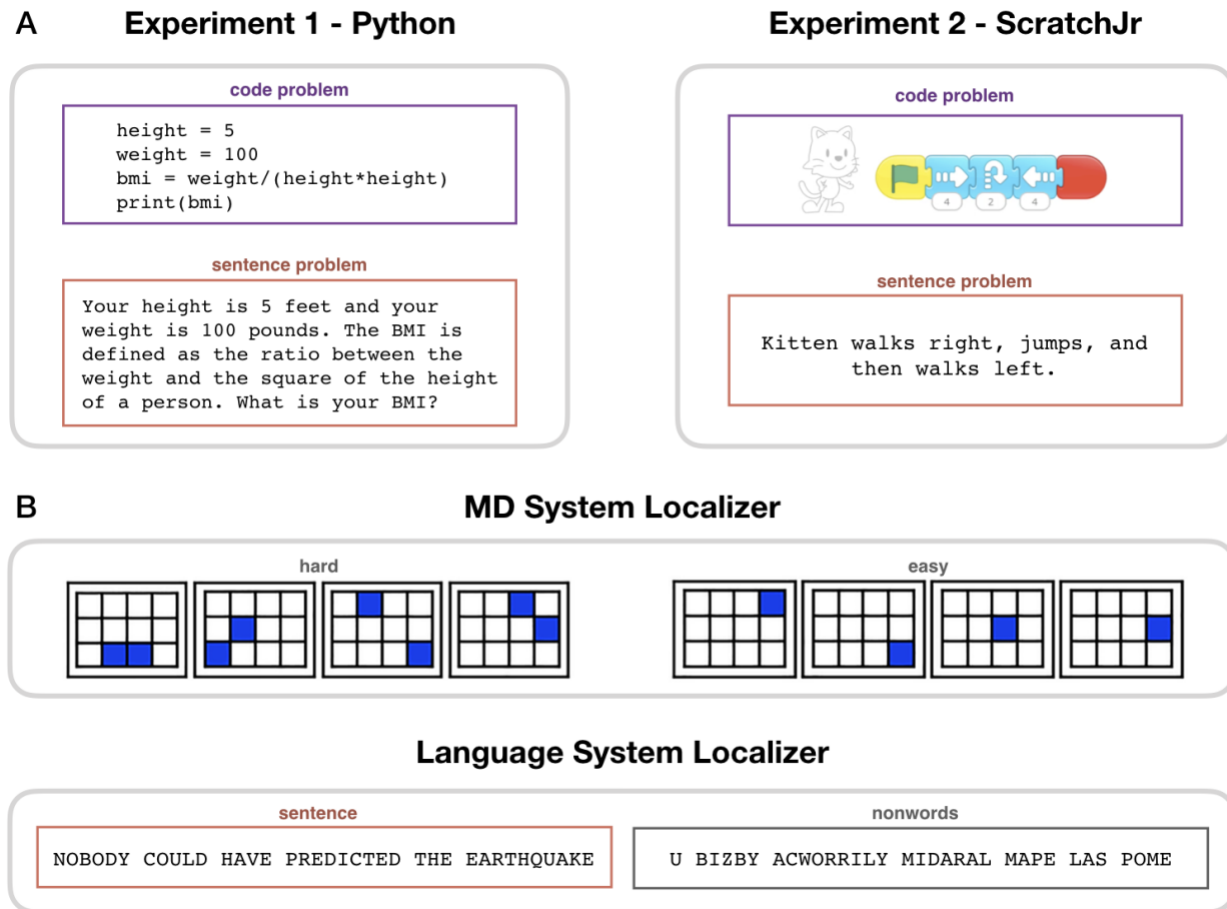 A
Experiment 1 - Python
Experiment 2 - ScratchJr
code problem
height = 5
weight = 100
bmi = weight/(height*height)
print(bmi)
sentence problem
Your height is 5 feet and your
weight is 100 pounds. The BMI is
defined as the ratio between the
weight and the square of the height
of a person. What is your BMI?
code problem
4 2 4
sentence problem
Kitten walks right, jumps, and
then walks left.
B
MD System Localizer
hard
easy
Language System Localizer
sentence
NOBODY COULD HAVE PREDICTED THE EARTHQUAKE
nonwords
U BIZBY ACWORRILY MIDARAL MAPE LAS POME